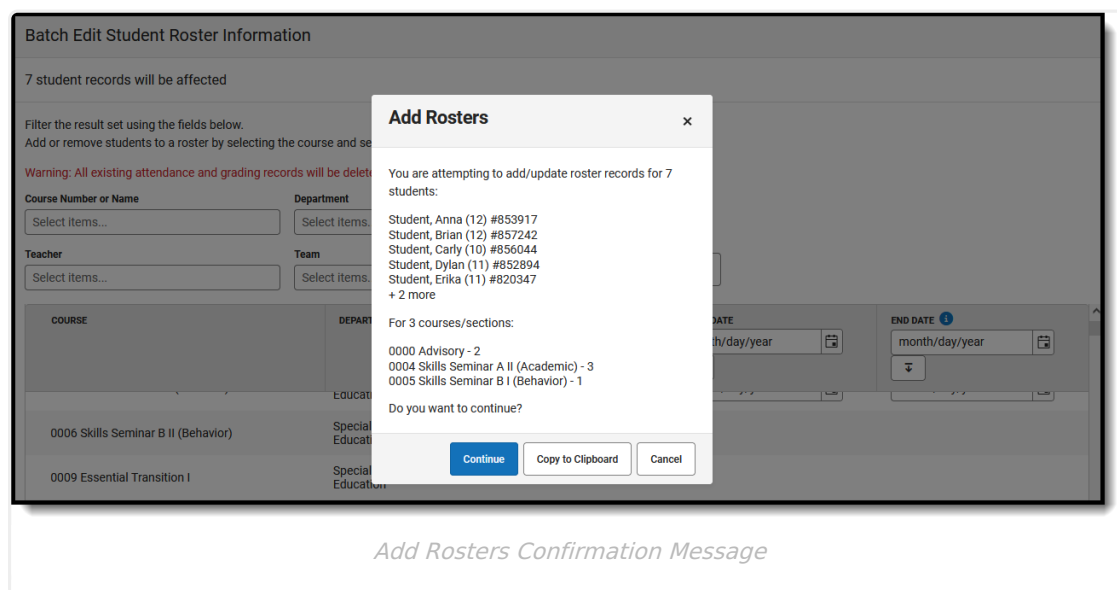 Batch Edit Student Roster Information
7 student records will be affected
Filter the result set using the fields below.
Add or remove students to a roster by selecting the course and se
Warning: All existing attendance and grading records will be delete
Course Number or Name
Department
Select items...
Select items.
Teacher
Team
Select items...
Select items.
COURSE
DEPART
DATE
END DATE
th/day/year
month/day/year
Educati
0006 Skills Seminar B II (Behavior)
Special
Educati
0009 Essential Transition I
Special
Education
Add Rosters
×
You are attempting to add/update roster records for 7
students:
Student, Anna (12) #853917
Student, Brian (12) #857242
Student, Carly (10) #856044
Student, Dylan (11) #852894
Student, Erika (11) #820347
+ 2 more
For 3 courses/sections:
0000 Advisory - 2
0004 Skills Seminar A II (Academic) - 3
0005 Skills Seminar B I (Behavior) - 1
Do you want to continue?
Continue
Copy to Clipboard
Cancel
Add Rosters Confirmation Message